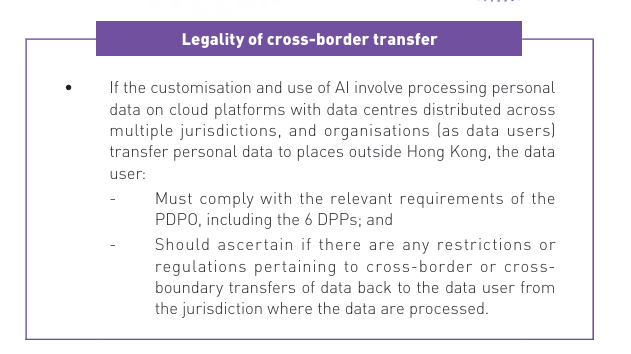 Legality of cross-border transfer
• If the customisation and use of AI involve processing personal
data on cloud platforms with data centres distributed across
multiple jurisdictions, and organisations (as data users)
transfer personal data to places outside Hong Kong, the data
user:
- Must comply with the relevant requirements of the
PDPO, including the 6 DPPs; and
- Should ascertain if there are any restrictions or
regulations pertaining to cross-border or cross-
boundary transfers of data back to the data user from
the jurisdiction where the data are processed.